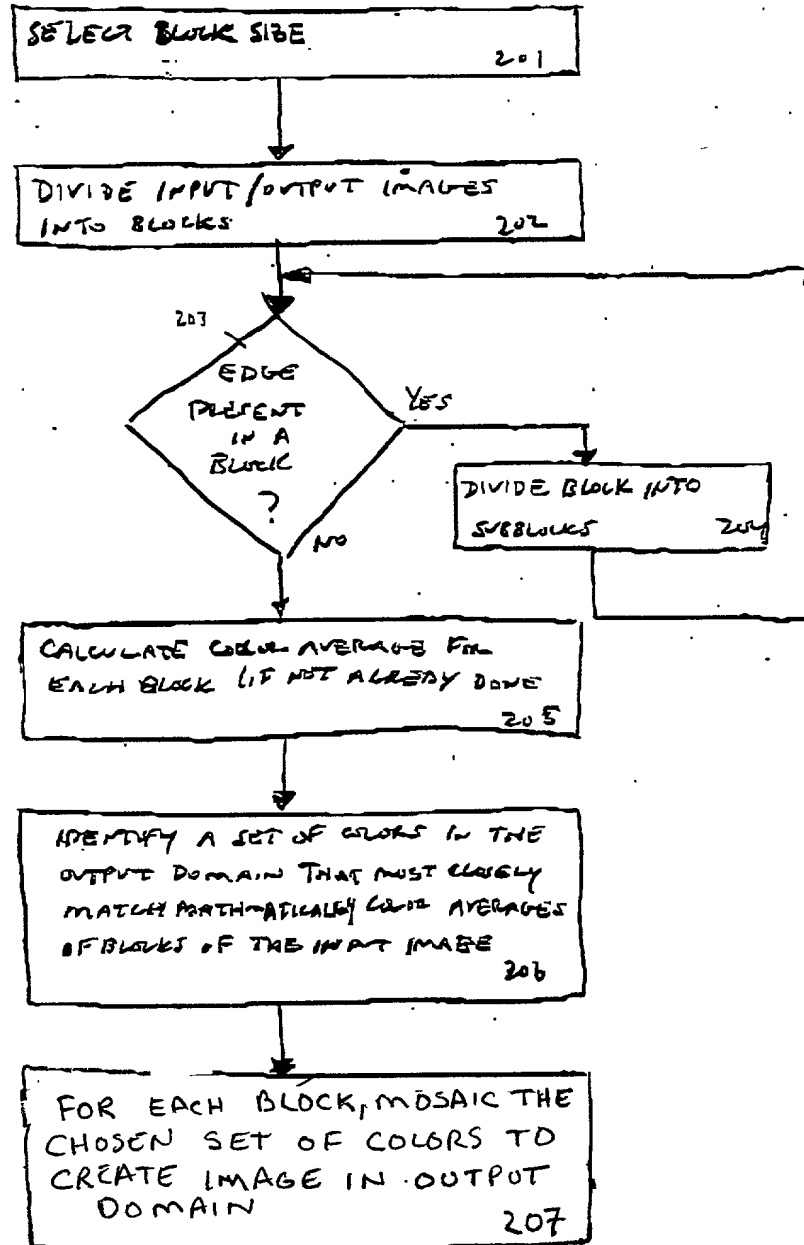 SELECT BLOCK SIZE
201
DIVIDE INPUT/OUTPUT IMAGES
INTO BLOCKS 202
203
EDGE
PRESENT
IN A
BLOCK
?
YES
NO
DIVIDE BLOCK INTO
SUBBLOCKS 204
CALCULATE COLOR AVERAGE FOR
EACH BLOCK (IF NOT ALREADY DONE
205
IDENTIFY A SET OF COLORS IN THE
OUTPUT DOMAIN THAT MOST CLOSELY
MATCH COLOR AVERAGES
OF BLOCKS OF THE INPUT IMAGE
206
FOR EACH BLOCK, MOSAIC THE
CHOSEN SET OF COLORS TO
CREATE IMAGE IN OUTPUT
DOMAIN
207